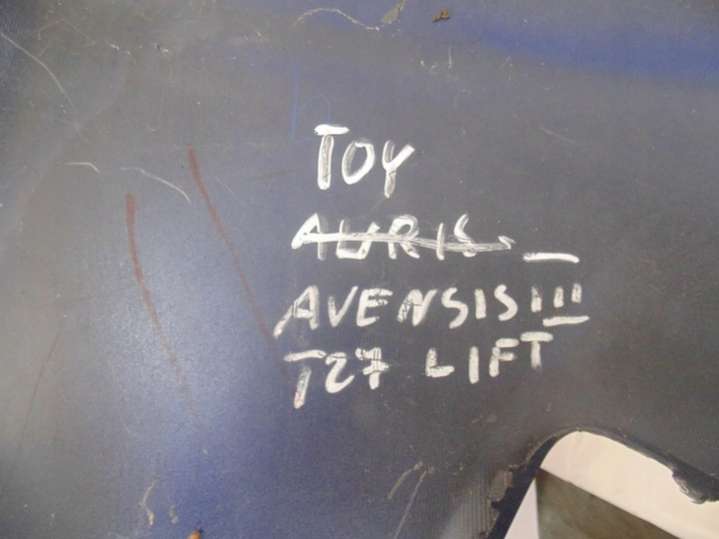 TOY
AURIS
AVENSIS III
T27 LIFT